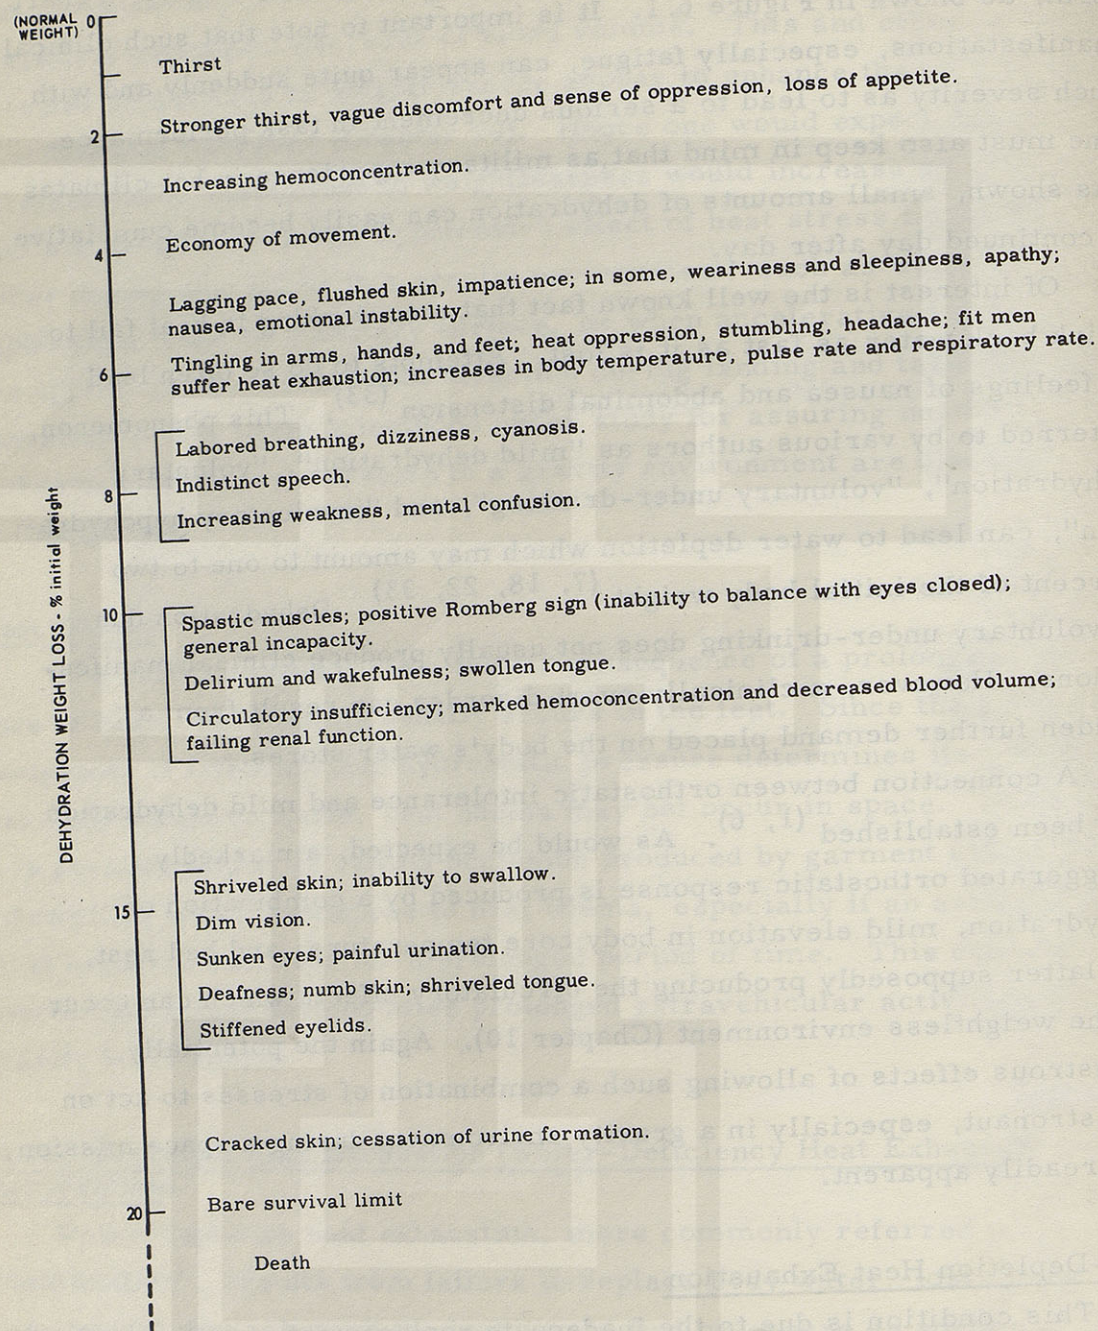 (NORMAL WEIGHT) 0
Thirst
Stronger thirst, vague discomfort and sense of oppression, loss of appetite.
2
Increasing hemoconcentration.
Economy of movement.
4
Lagging pace, flushed skin, impatience; in some, weariness and sleepiness, apathy;
nausea, emotional instability.
Tingling in arms, hands, and feet; heat oppression, stumbling, headache; fit men
6
suffer heat exhaustion; increases in body temperature, pulse rate and respiratory rate.
Labored breathing, dizziness, cyanosis.
Indistinct speech.
8
Increasing weakness, mental confusion.
DEHYDRATION WEIGHT LOSS - % initial weight
10
Spastic muscles; positive Romberg sign (inability to balance with eyes closed);
general incapacity.
Delirium and wakefulness; swollen tongue.
Circulatory insufficiency; marked hemoconcentration and decreased blood volume;
failing renal function.
Shriveled skin; inability to swallow.
15
Dim vision.
Sunken eyes; painful urination.
Deafness; numb skin; shriveled tongue.
Stiffened eyelids.
Cracked skin; cessation of urine formation.
Bare survival limit
20
Death